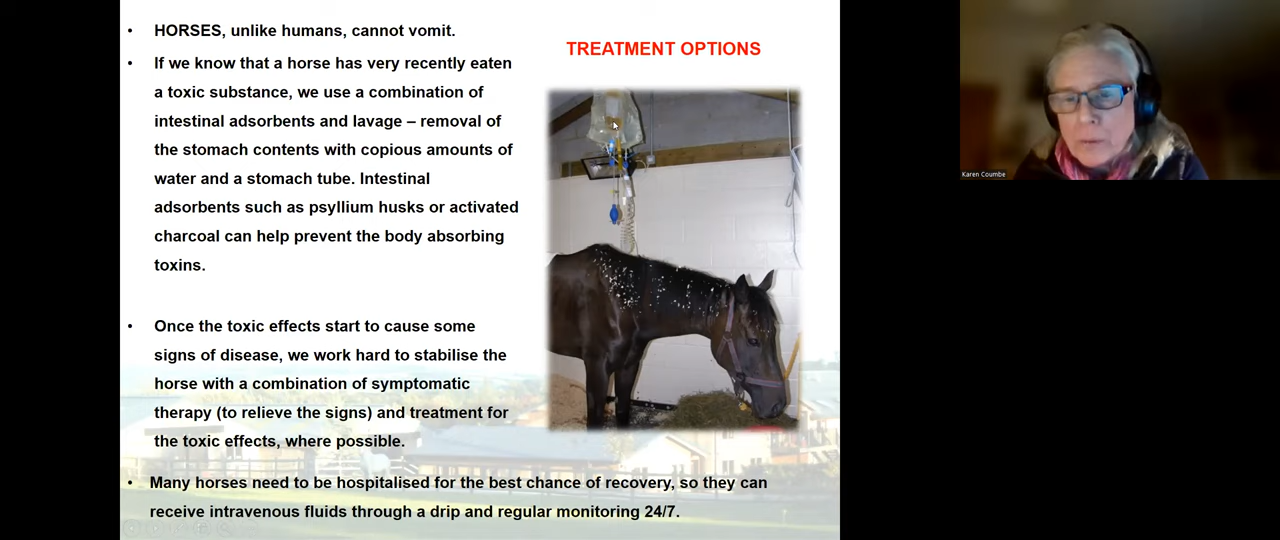 • HORSES, unlike humans, cannot vomit.
• If we know that a horse has very recently eaten
a toxic substance, we use a combination of
intestinal adsorbents and lavage – removal of
the stomach contents with copious amounts of
water and a stomach tube. Intestinal
adsorbents such as psyllium husks or activated
charcoal can help prevent the body absorbing
toxins.
• Once the toxic effects start to cause some
signs of disease, we work hard to stabilise the
horse with a combination of symptomatic
therapy (to relieve the signs) and treatment for
the toxic effects, where possible.
• Many horses need to be hospitalised for the best chance of recovery, so they can
receive intravenous fluids through a drip and regular monitoring 24/7.
TREATMENT OPTIONS
Karen Coumbe